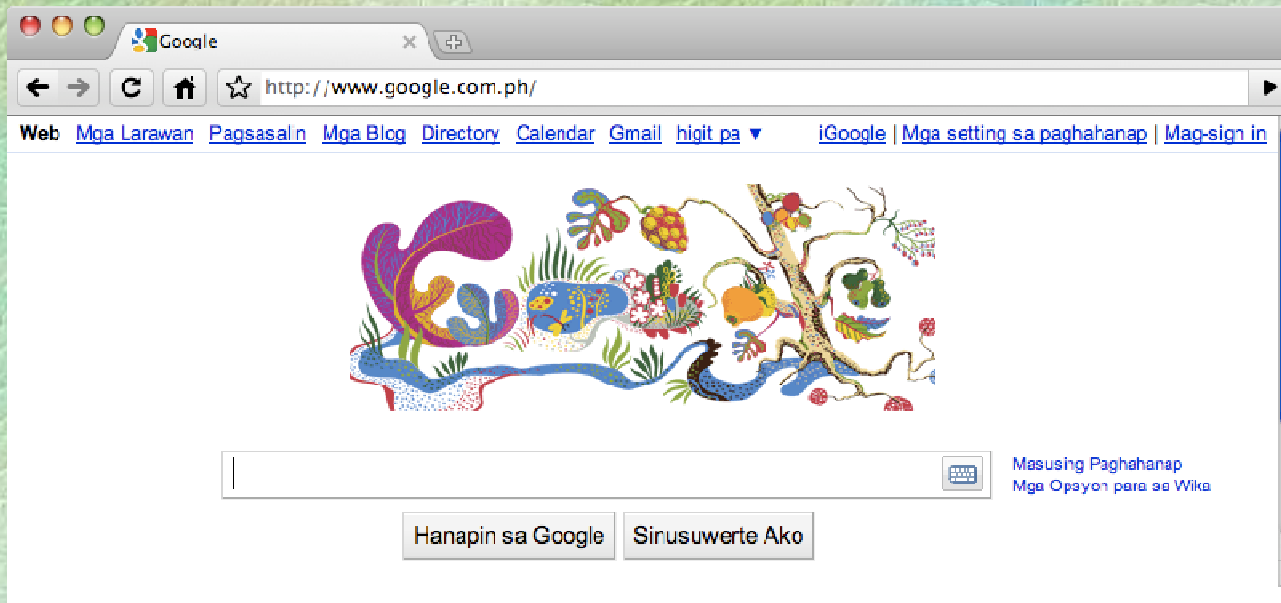 Google
http://www.google.com.ph/
Web Mga Larawan Pagsasalin Mga Blog Directory Calendar Gmail higit pa ▼ iGoogle | Mga setting sa paghahanap | Mag-sign in
Masusing Paghahanap
Mga Opsyon para sa Wika
Hanapin sa Google Sinusuwerte Ako